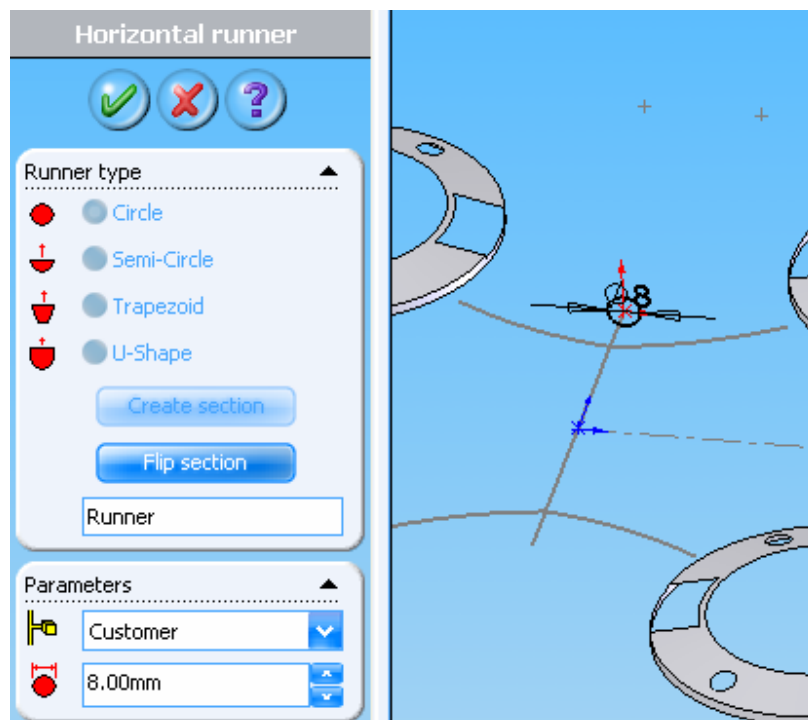 Horizontal runner
Runner type
Circle
Semi-Circle
Trapezoid
U-Shape
Create section
Flip section
Runner
Parameters
Customer
8.00mm
8